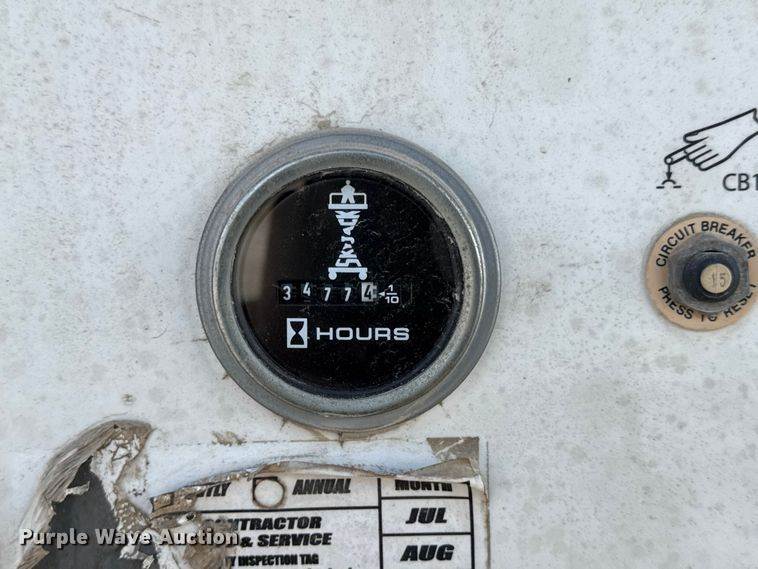 SKYJACK
34774
1/10
HOURS
CB1
CIRCUIT BREAKER
15
PRESS TO RESET
ANNUAL
MONTH
CONTRACTOR
JUL
& SERVICE
INSPECTION TAG
AUG
Purple Wave Auction